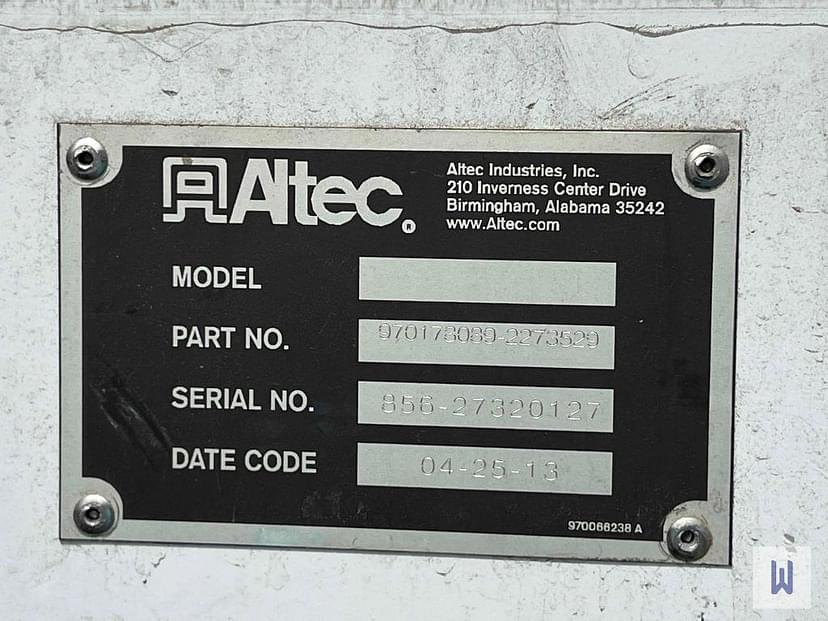 Altec®
Altec Industries, Inc.
210 Inverness Center Drive
Birmingham, Alabama 35242
www.Altec.com
MODEL
PART NO. 970178089-2273529
SERIAL NO. 856-27320127
DATE CODE 04-25-13
970066238 A
W